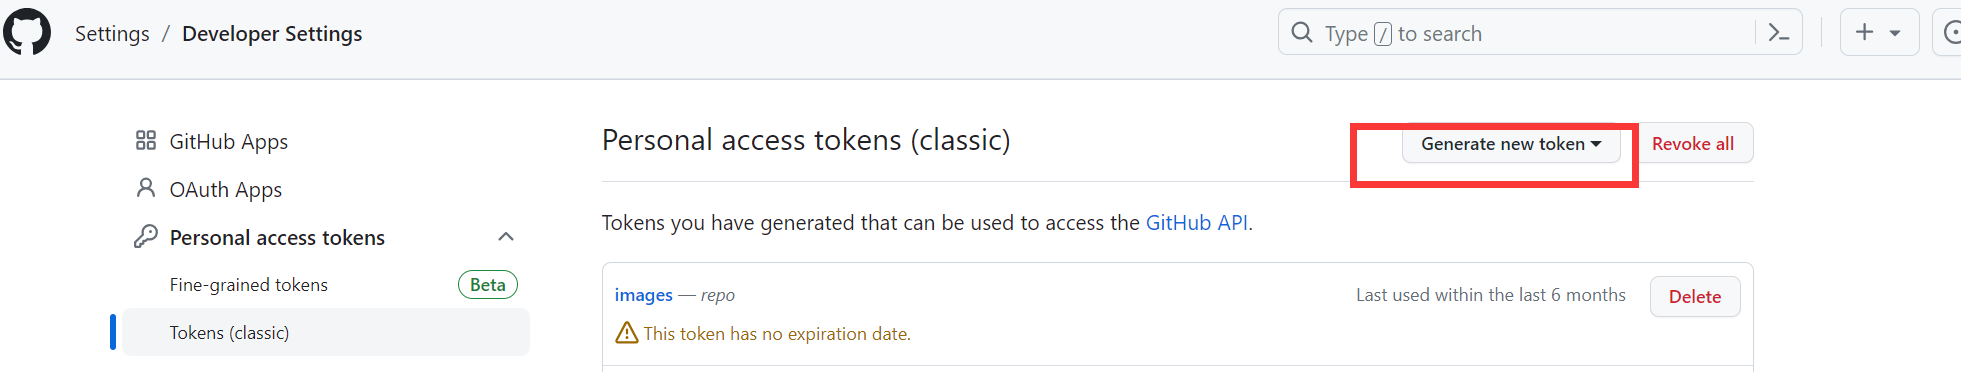 Settings / Developer Settings
Type / to search
GitHub Apps
OAuth Apps
Personal access tokens
Fine-grained tokens Beta
Tokens (classic)
Personal access tokens (classic)
Generate new token
Revoke all
Tokens you have generated that can be used to access the GitHub API.
images — repo
Last used within the last 6 months
Delete
This token has no expiration date.